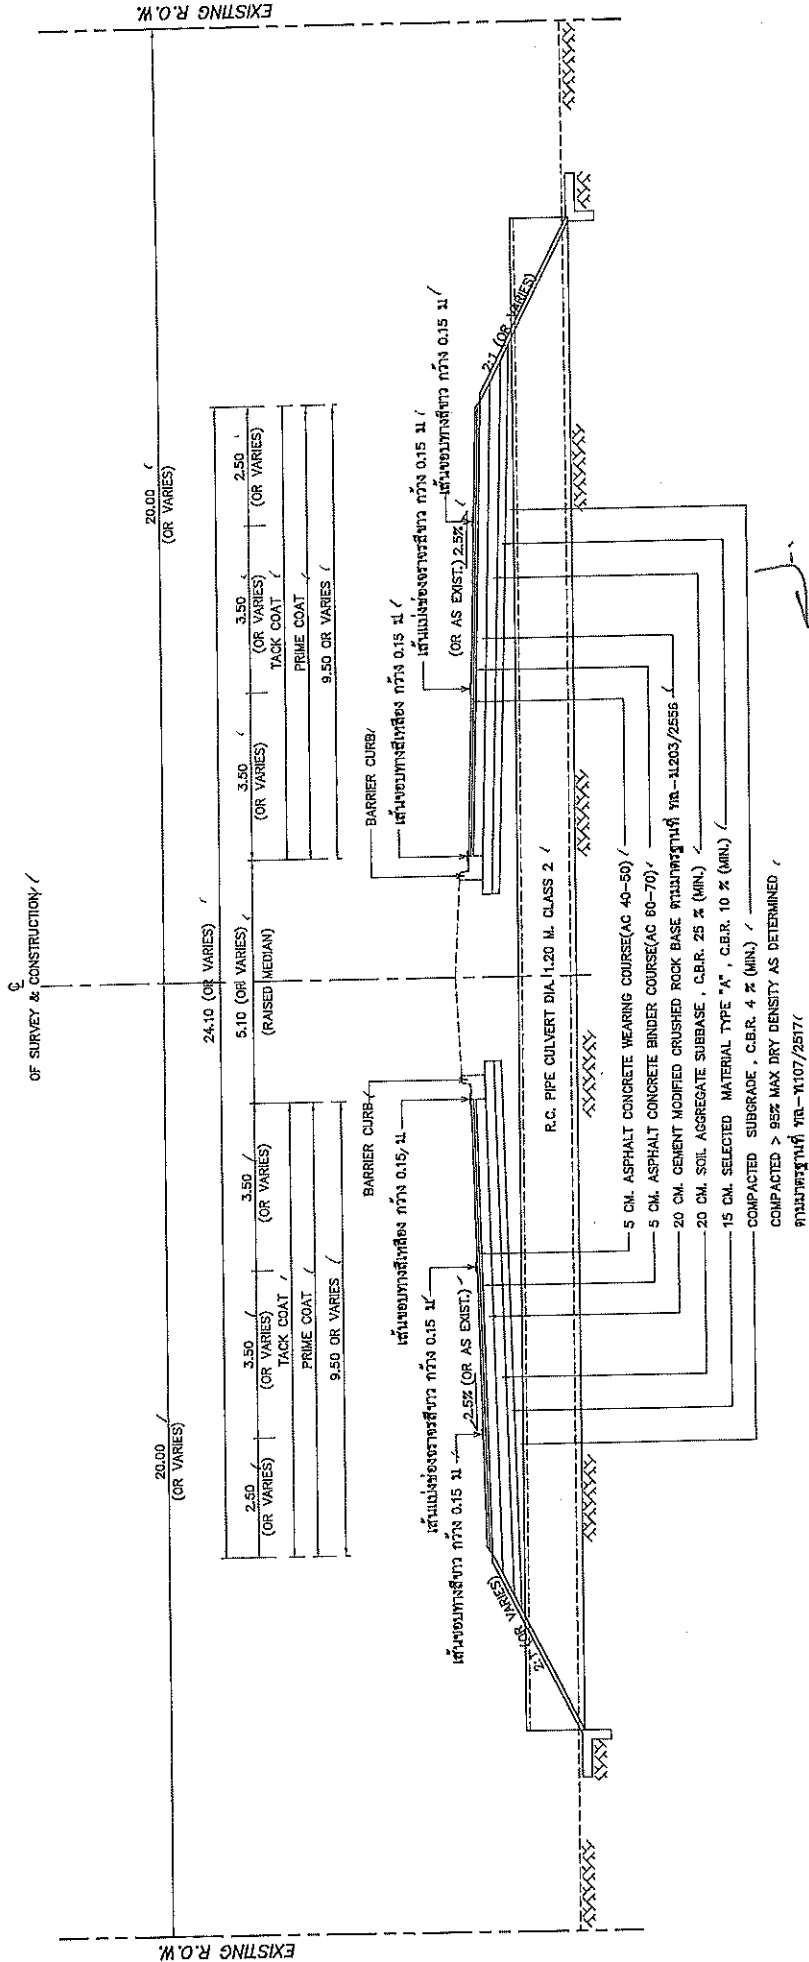 ℄
OF SURVEY & CONSTRUCTION
EXISTING R.O.W.
EXISTING R.O.W.
20.00
(OR VARIES)
20.00
(OR VARIES)
24.10 (OR VARIES)
2.50
(OR VARIES)
3.50
(OR VARIES)
3.50
(OR VARIES)
5.10 (OR VARIES)
(RAISED MEDIAN)
3.50
(OR VARIES)
3.50
(OR VARIES)
2.50
(OR VARIES)
TACK COAT
PRIME COAT
9.50 OR VARIES
TACK COAT
PRIME COAT
9.50 OR VARIES
BARRIER CURB
เส้นขอบทางสีเหลือง กว้าง 0.15 ม
เส้นแบ่งช่องจราจรสีขาว กว้าง 0.15 ม
เส้นขอบทางสีขาว กว้าง 0.15 ม
2.5% (OR AS EXIST.)
2:1 (OR VARIES)
BARRIER CURB
เส้นขอบทางสีเหลือง กว้าง 0.15 ม
เส้นแบ่งช่องจราจรสีขาว กว้าง 0.15 ม
เส้นขอบทางสีขาว กว้าง 0.15 ม
(OR AS EXIST.) 2.5%
2:1 (OR VARIES)
R.C. PIPE CULVERT DIA. 1.20 M. CLASS 2
5 CM. ASPHALT CONCRETE WEARING COURSE(AC 40-50)
5 CM. ASPHALT CONCRETE BINDER COURSE(AC 60-70)
20 CM. CEMENT MODIFIED CRUSHED ROCK BASE ตามมาตรฐานที่ ทล-ม203/2556
20 CM. SOIL AGGREGATE SUBBASE , C.B.R. 25 % (MIN.)
15 CM. SELECTED MATERIAL TYPE "A" , C.B.R. 10 % (MIN.)
COMPACTED SUBGRADE , C.B.R. 4 % (MIN.)
COMPACTED > 95% MAX DRY DENSITY AS DETERMINED
ตามมาตรฐานที่ ทล-ท107/2517